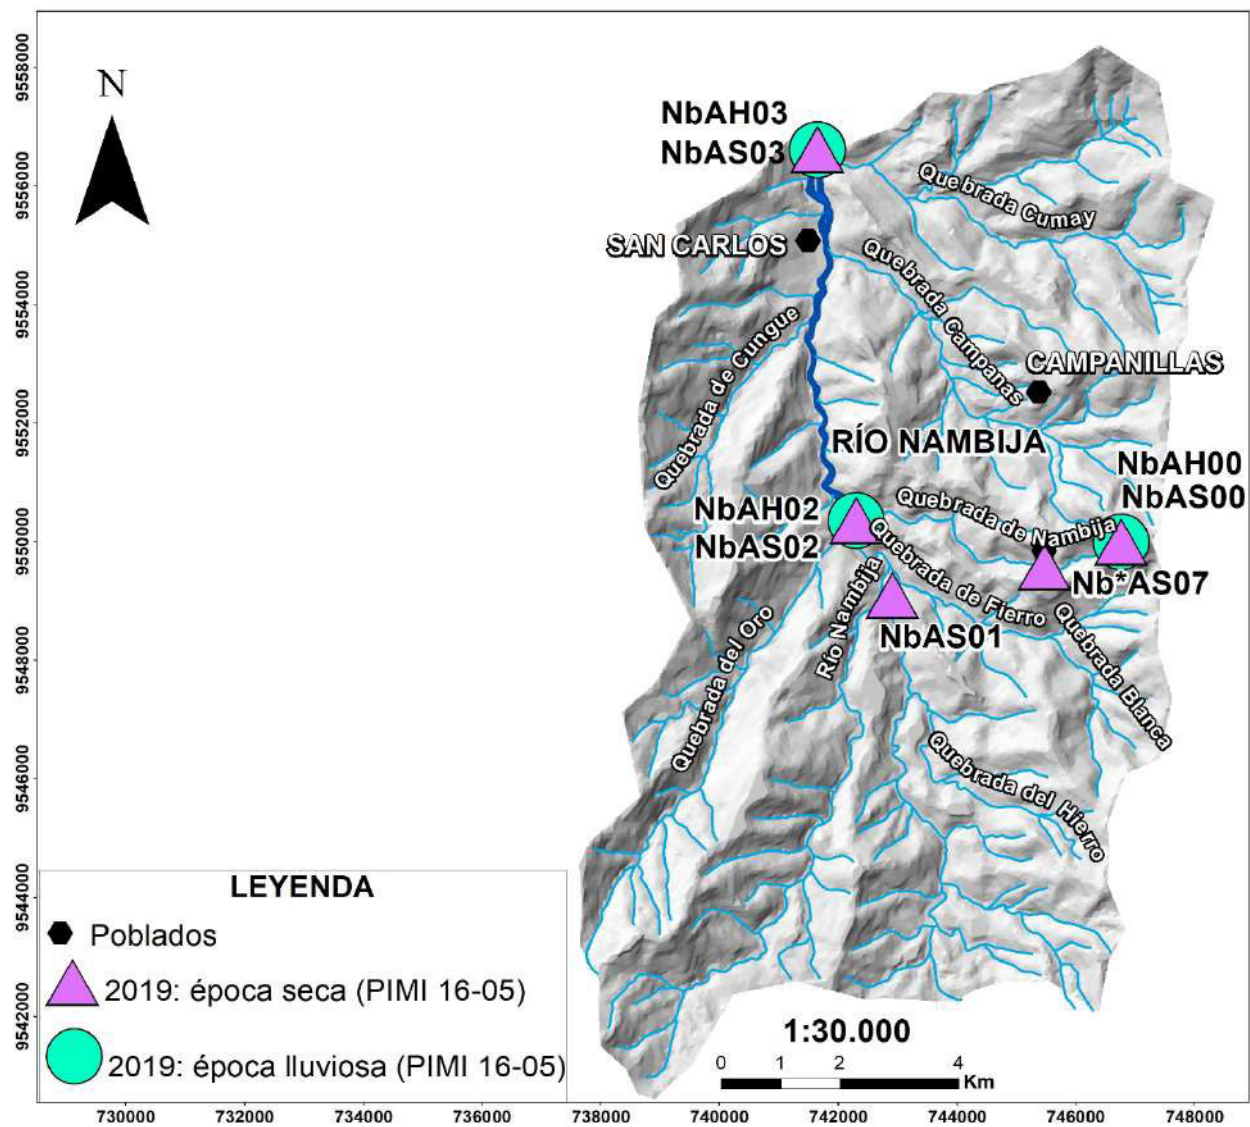 N
NbAH03
NbAS03
Quebrada Cumay
SAN CARLOS
Quebrada Campanas
Quebrada de Cungue
CAMPANILLAS
RÍO NAMBIJA
NbAH00
NbAS00
Quebrada de Nambija
NbAH02
NbAS02
Quebrada de Fierro
Nb*AS07
Río Nambija
NbAS01
Quebrada del Oro
Quebrada Blanca
Quebrada del Hierro
LEYENDA
Poblados
2019: época seca (PIMI 16-05)
2019: época lluviosa (PIMI 16-05)
1:30.000
0 1 2 4
Km
9558000
9556000
9554000
9552000
9550000
9548000
9546000
9544000
9542000
730000 732000 734000 736000 738000 740000 742000 744000 746000 748000